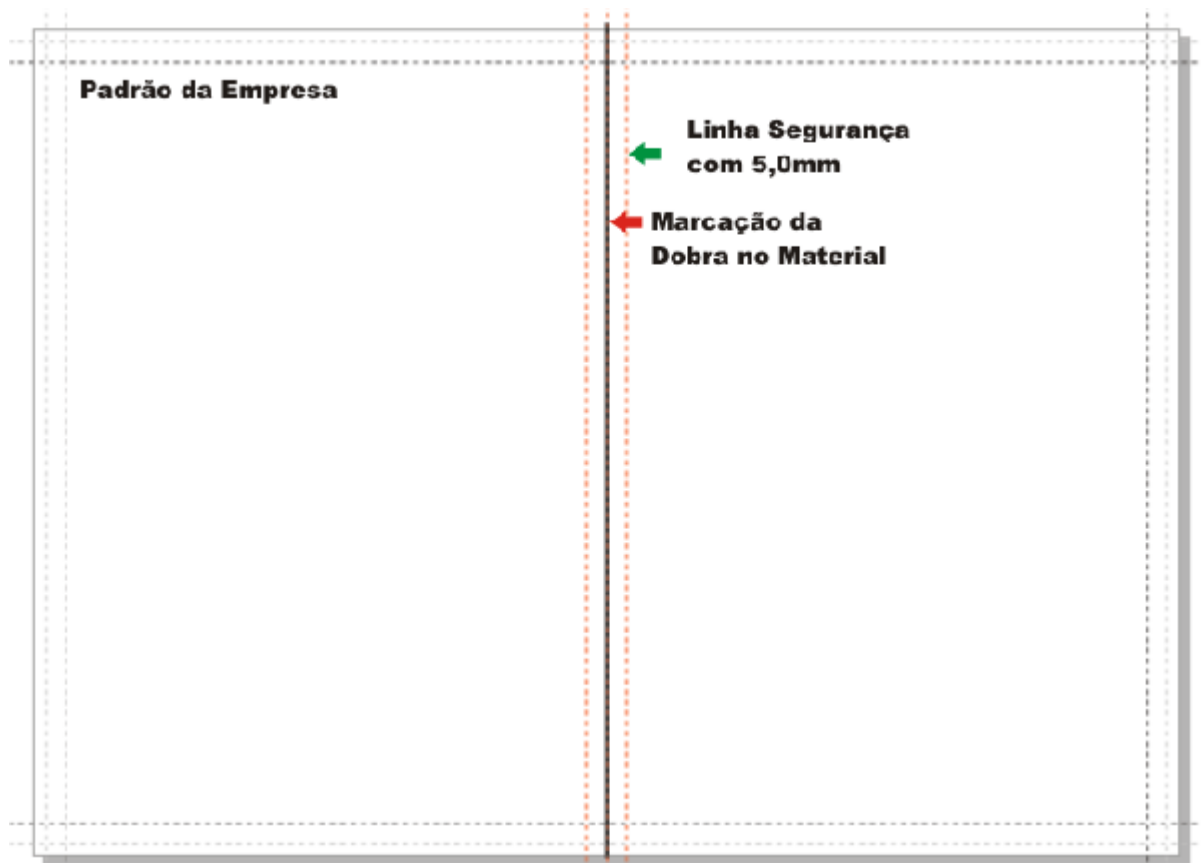 Padrão da Empresa
Linha Segurança
com 5,0mm
Marcação da
Dobra no Material